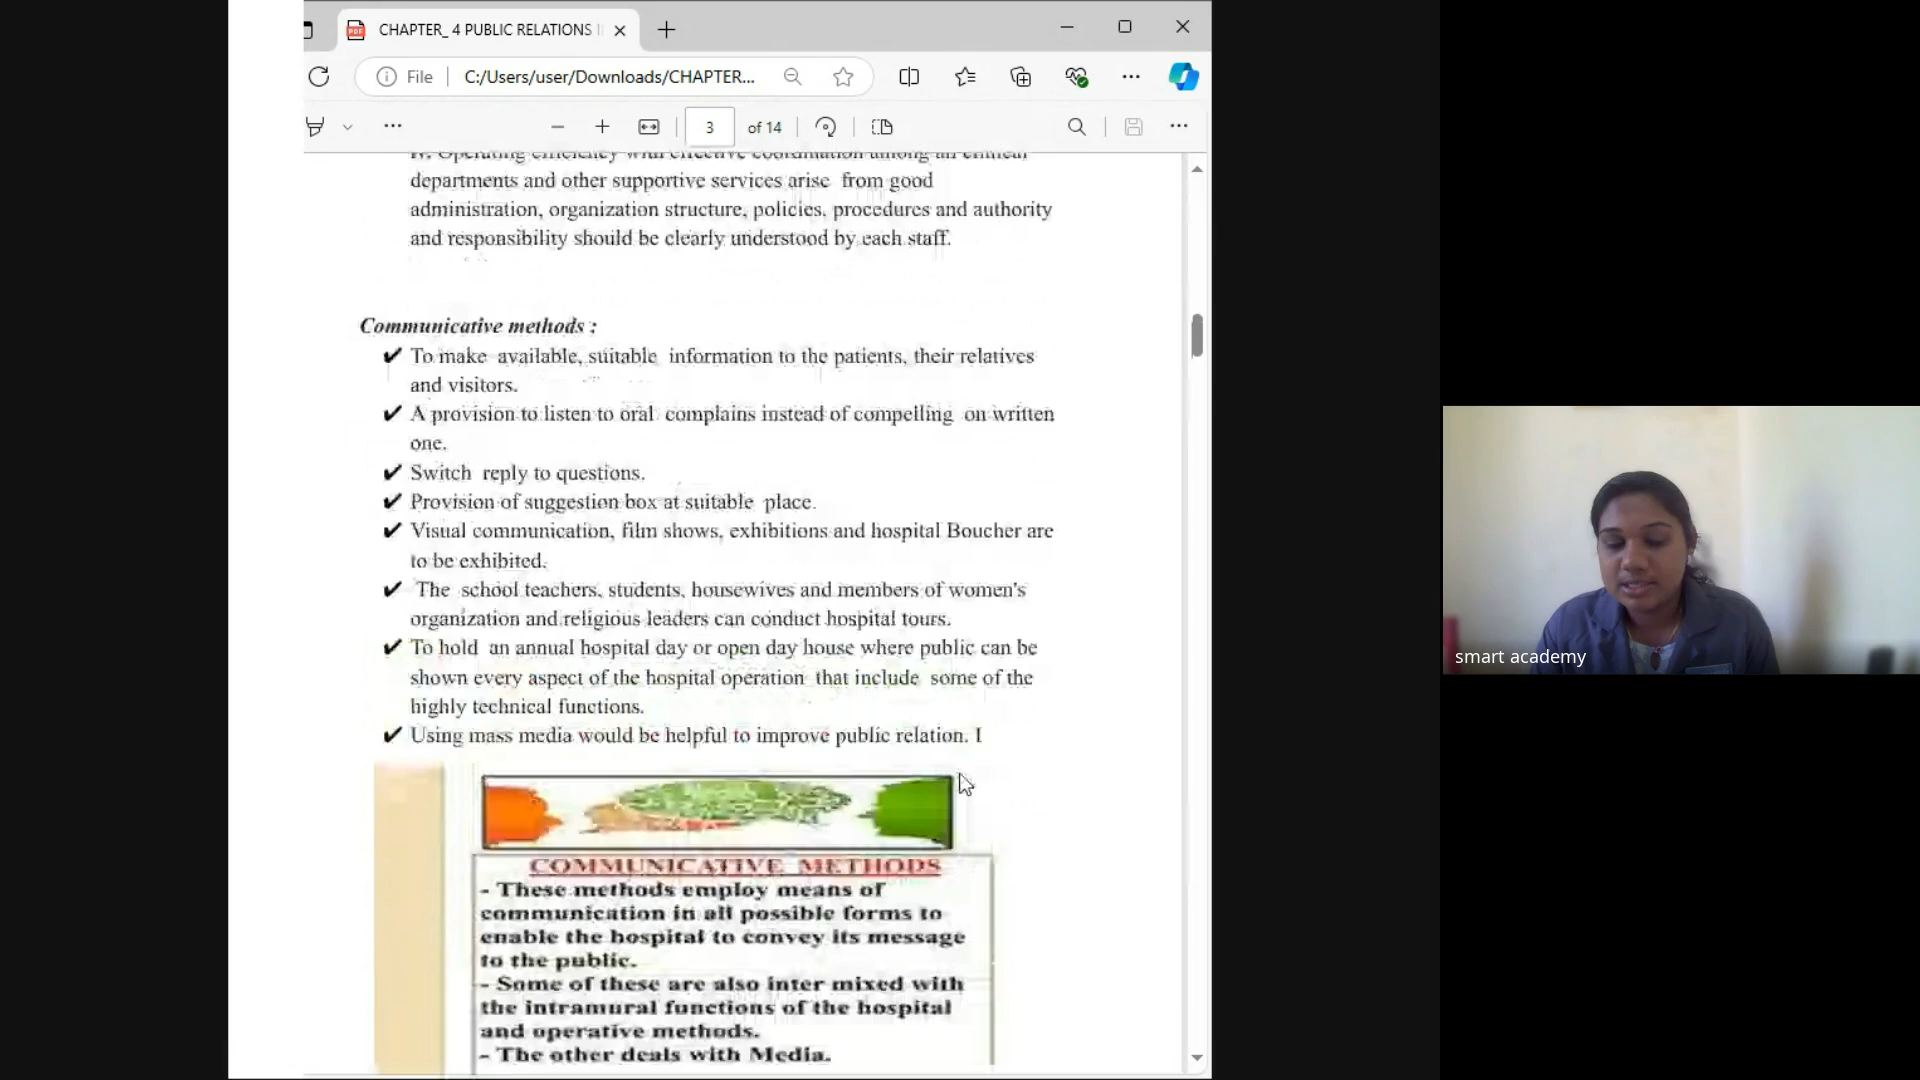 CHAPTER_ 4 PUBLIC RELATIONS I
File
C:/Users/user/Downloads/CHAPTER...
3 of 14
IV. Operating efficiency with effective coordination among all clinical
departments and other supportive services arise from good
administration, organization structure, policies, procedures and authority
and responsibility should be clearly understood by each staff.
Communicative methods :
✔ To make available, suitable information to the patients, their relatives
and visitors.
✔ A provision to listen to oral complains instead of compelling on written
one.
✔ Switch reply to questions.
✔ Provision of suggestion box at suitable place.
✔ Visual communication, film shows, exhibitions and hospital Boucher are
to be exhibited.
✔ The school teachers, students, housewives and members of women's
organization and religious leaders can conduct hospital tours.
✔ To hold an annual hospital day or open day house where public can be
shown every aspect of the hospital operation that include some of the
highly technical functions.
✔ Using mass media would be helpful to improve public relation. I
COMMUNICATIVE METHODS
- These methods employ means of
communication in all possible forms to
enable the hospital to convey its message
to the public.
- Some of these are also inter mixed with
the intramural functions of the hospital
and operative methods.
- The other deals with Media.
smart academy